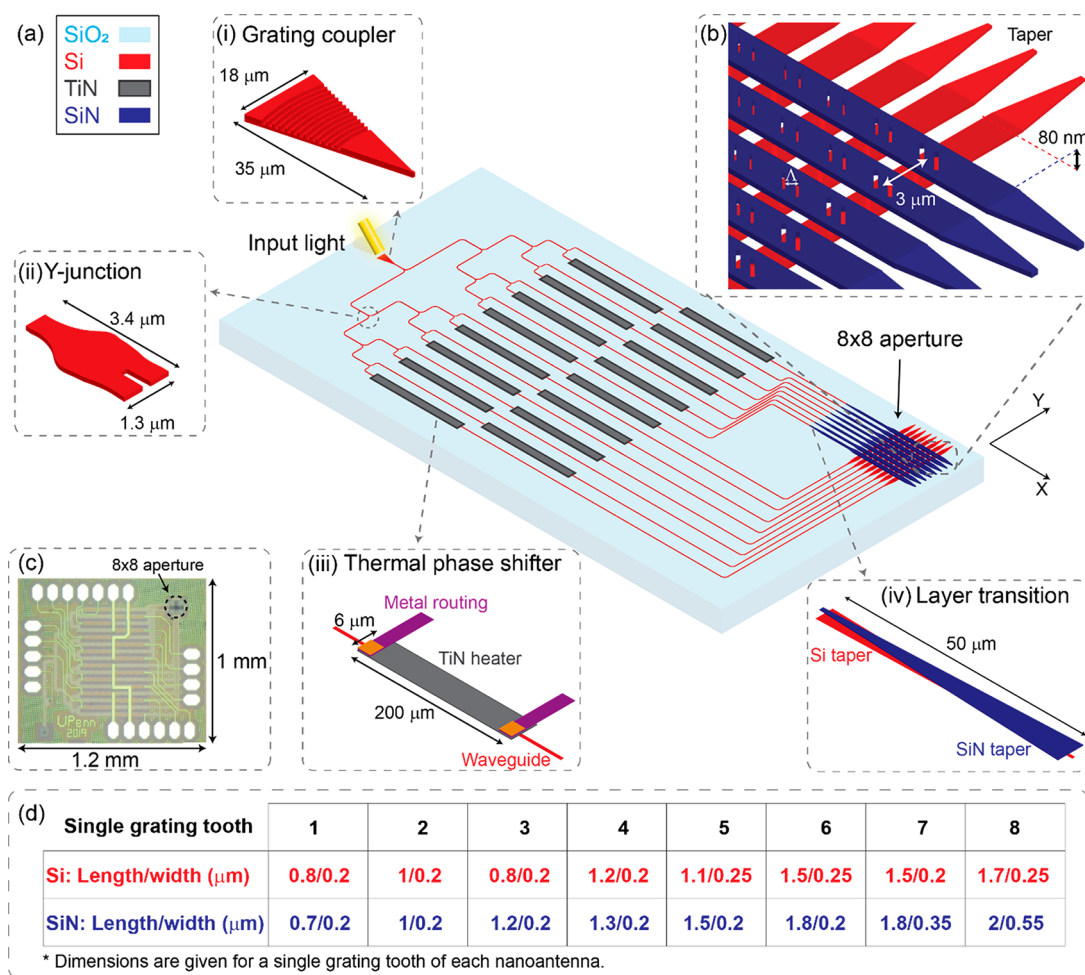 (a)
SiO₂
Si
TiN
SiN
(i) Grating coupler
18 μm
35 μm
Input light
(ii) Y-junction
3.4 μm
1.3 μm
(b)
Taper
80 nm
Λ
3 μm
8x8 aperture
Y
X
(c)
8x8 aperture
1 mm
UPenn
2019
1.2 mm
(iii) Thermal phase shifter
Metal routing
6 μm
TiN heater
200 μm
Waveguide
(iv) Layer transition
50 μm
Si taper
SiN taper
(d)
Single grating tooth 1 2 3 4 5 6 7 8
Si: Length/width (μm) 0.8/0.2 1/0.2 0.8/0.2 1.2/0.2 1.1/0.25 1.5/0.25 1.5/0.2 1.7/0.25
SiN: Length/width (μm) 0.7/0.2 1/0.2 1.2/0.2 1.3/0.2 1.5/0.2 1.8/0.2 1.8/0.35 2/0.55
* Dimensions are given for a single grating tooth of each nanoantenna.